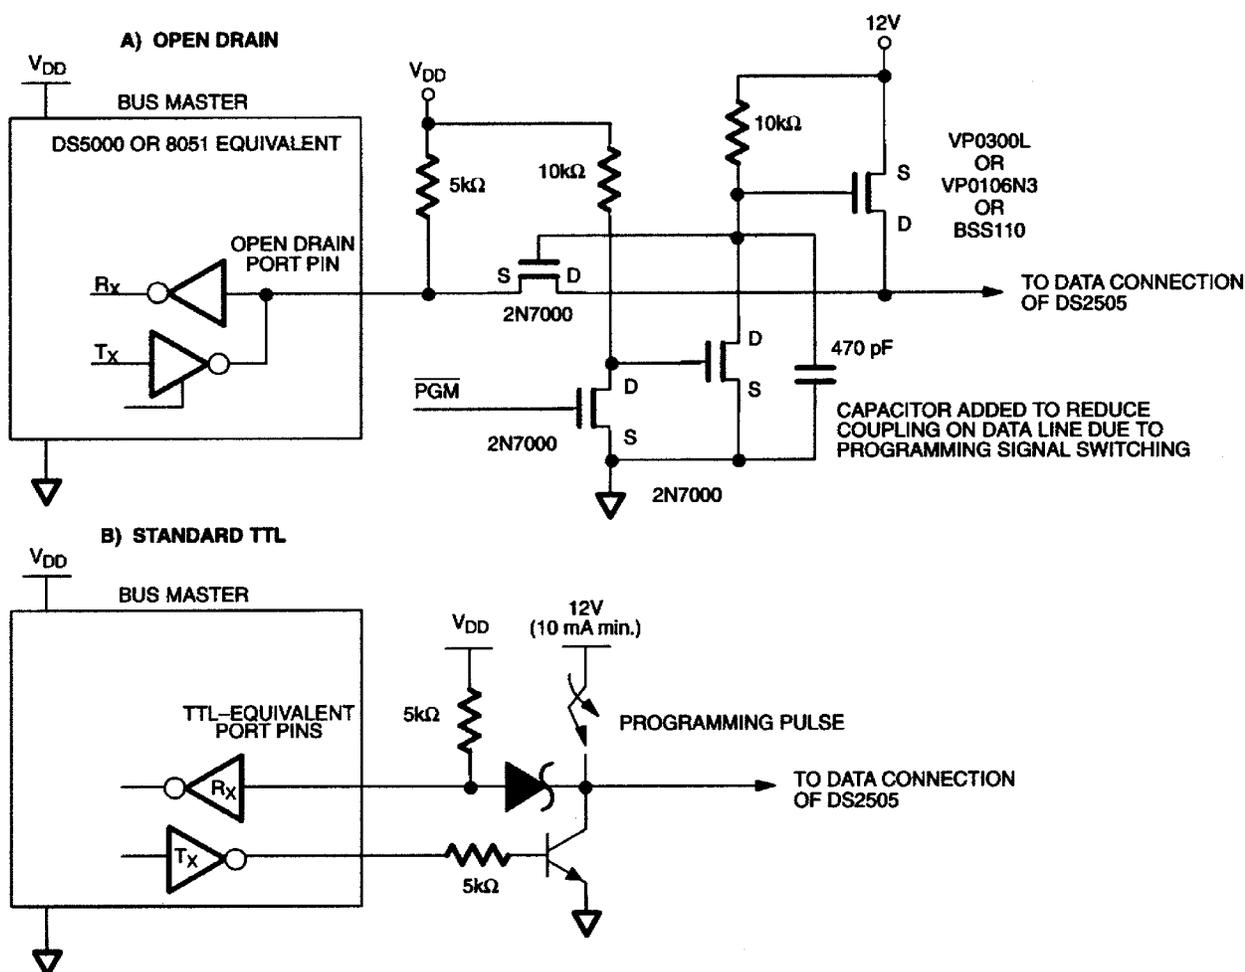 A) OPEN DRAIN
12V
VDD
VDD
BUS MASTER
DS5000 OR 8051 EQUIVALENT
10kΩ
VP0300L
OR
VP0106N3
OR
BSS110
5kΩ
10kΩ
S
D
OPEN DRAIN
PORT PIN
S
D
RX
TO DATA CONNECTION
OF DS2505
2N7000
TX
D
S
470 pF
PGM
D
S
2N7000
CAPACITOR ADDED TO REDUCE
COUPLING ON DATA LINE DUE TO
PROGRAMMING SIGNAL SWITCHING
2N7000
B) STANDARD TTL
VDD
BUS MASTER
VDD
12V
(10 mA min.)
TTL–EQUIVALENT
PORT PINS
5kΩ
PROGRAMMING PULSE
RX
TO DATA CONNECTION
OF DS2505
TX
5kΩ